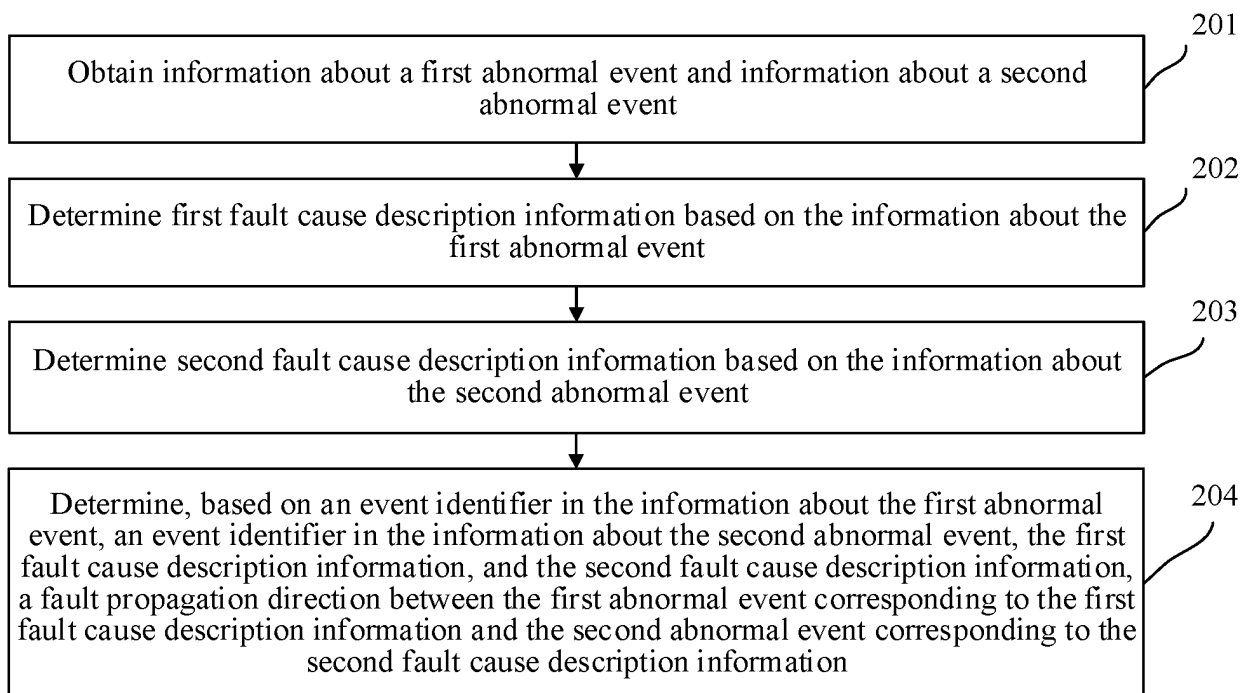 201
Obtain information about a first abnormal event and information about a second
abnormal event
202
Determine first fault cause description information based on the information about the
first abnormal event
203
Determine second fault cause description information based on the information about
the second abnormal event
204
Determine, based on an event identifier in the information about the first abnormal
event, an event identifier in the information about the second abnormal event, the first
fault cause description information, and the second fault cause description information,
a fault propagation direction between the first abnormal event corresponding to the first
fault cause description information and the second abnormal event corresponding to the
second fault cause description information